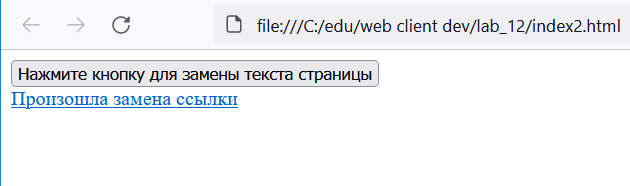 file:///C:/edu/web client dev/lab_12/index2.html
Нажмите кнопку для замены текста страницы
Произошла замена ссылки